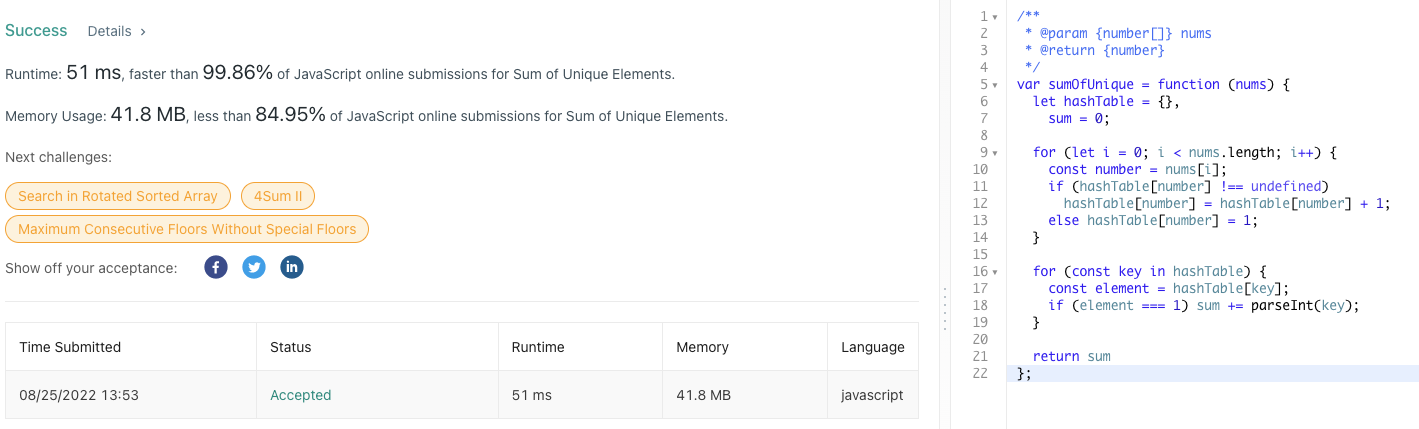 Success Details >
Runtime: 51 ms, faster than 99.86% of JavaScript online submissions for Sum of Unique Elements.
Memory Usage: 41.8 MB, less than 84.95% of JavaScript online submissions for Sum of Unique Elements.
Next challenges:
Search in Rotated Sorted Array 4Sum II
Maximum Consecutive Floors Without Special Floors
Show off your acceptance: f in
Time Submitted Status Runtime Memory Language
08/25/2022 13:53 Accepted 51 ms 41.8 MB javascript
1 /**
2  * @param {number[]} nums
3  * @return {number}
4  */
5 var sumOfUnique = function (nums) {
6   let hashTable = {},
7     sum = 0;
8
9   for (let i = 0; i < nums.length; i++) {
10     const number = nums[i];
11     if (hashTable[number] !== undefined)
12       hashTable[number] = hashTable[number] + 1;
13     else hashTable[number] = 1;
14   }
15
16   for (const key in hashTable) {
17     const element = hashTable[key];
18     if (element === 1) sum += parseInt(key);
19   }
20
21   return sum
22 };